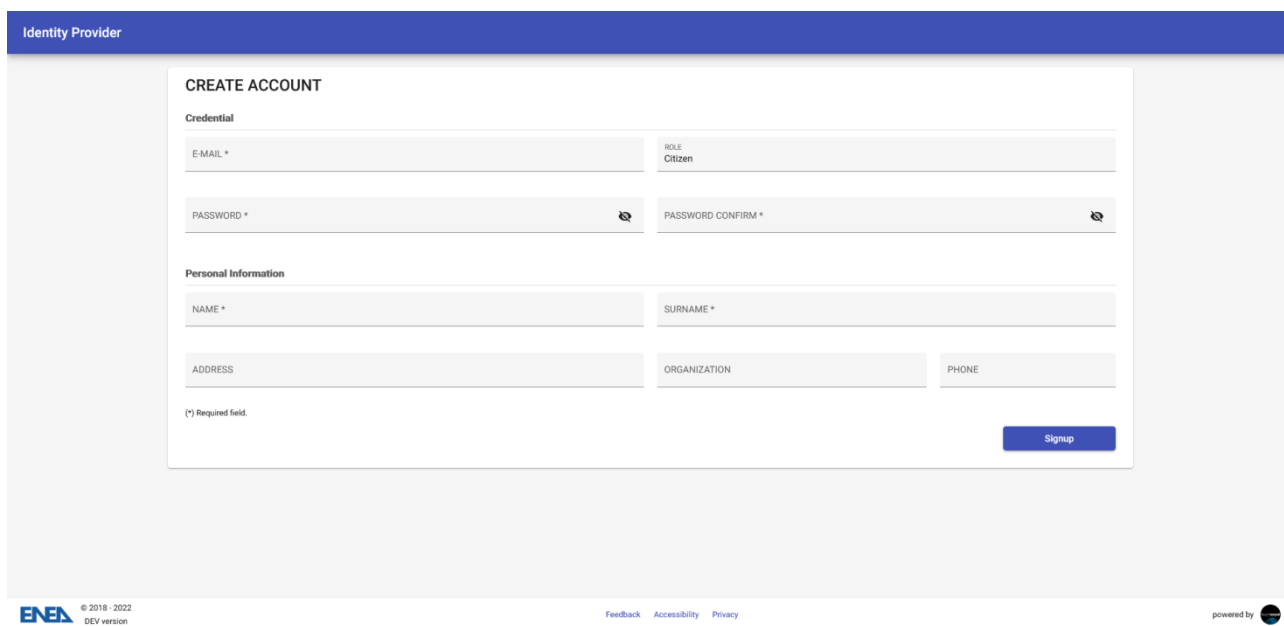 Identity Provider
CREATE ACCOUNT
Credential
E-MAIL *
ROLE
Citizen
PASSWORD *
PASSWORD CONFIRM *
Personal Information
NAME *
SURNAME *
ADDRESS
ORGANIZATION
PHONE
(*) Required field.
Signup
ENEA
© 2018 - 2022
DEV version
Feedback Accessibility Privacy
powered by